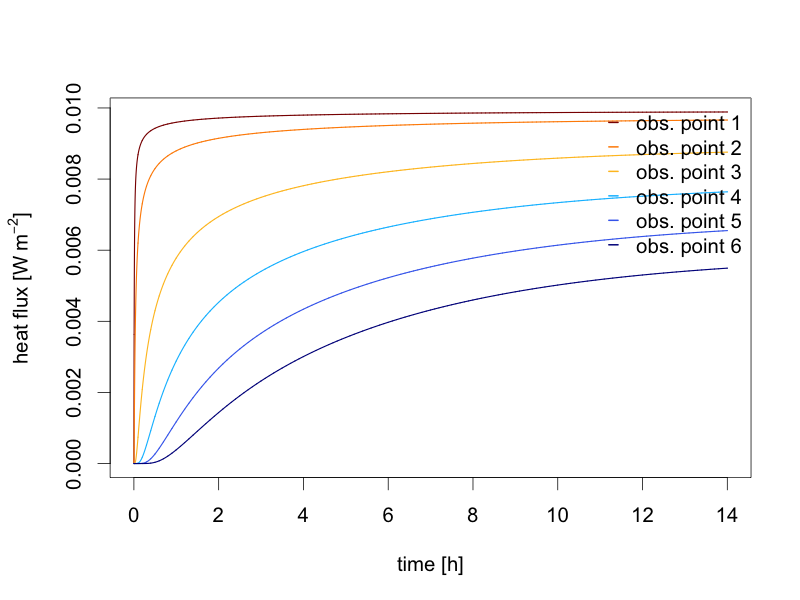 0.010
0.008
0.006
0.004
0.002
0.000
heat flux [W m⁻²]
obs. point 1
obs. point 2
obs. point 3
obs. point 4
obs. point 5
obs. point 6
0 2 4 6 8 10 12 14
time [h]